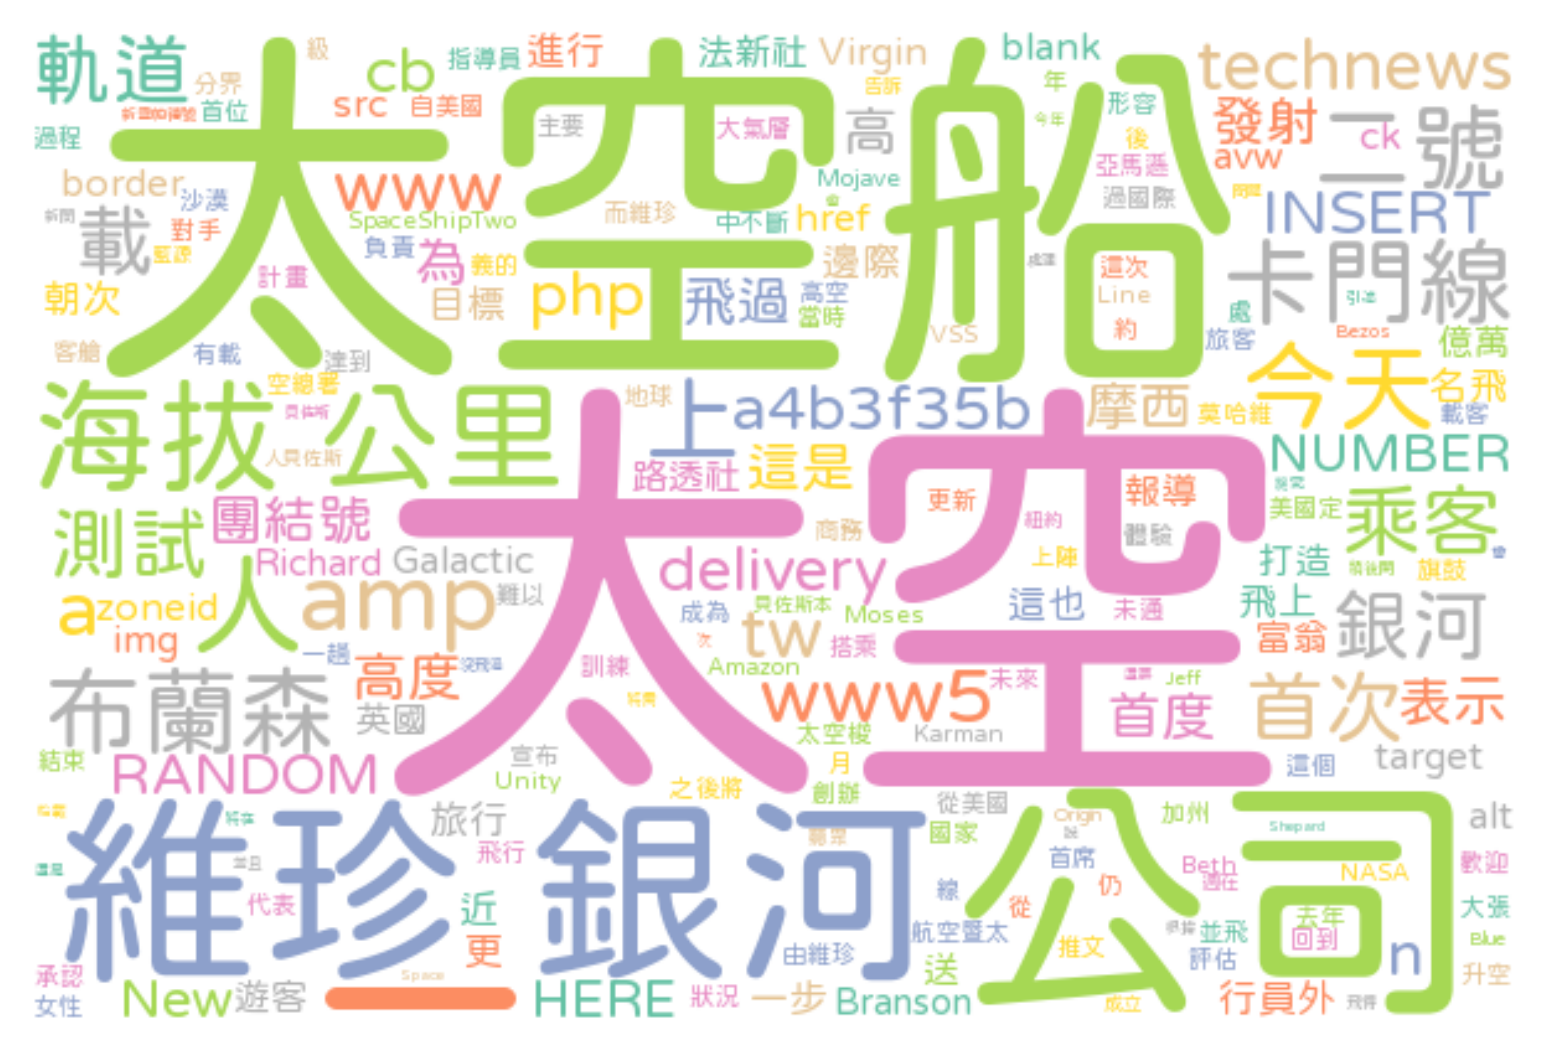 軌道 分界 級 cb 指導員 進行 法新社 Virgin blank technews
太空船
src 自美國 首位 過程 主要 大氣層 高 告訴 年 形容 今年 後 發射 二號 ck avw
border 沙漠 www SpaceShipTwo 而維珍 中不斷 Mojave href 亞馬遜 過國際 INSERT
載 對手 負責 為 義的 邊際 卡門線
朝次 計畫 目標 php 飛過 高空 當時 這次 Line 約 處 旅客 Bezos 億萬
客艙 有載 達到 VSS 今天 名飛
海拔 公里 空總署 地球 上 a4b3f35b 摩西 莫哈維 載客
人貝佐斯 路透社 這是 NUMBER
太空
測試 團結號 Richard Galactic 商務 更新 紐約 報導 體驗 美國定 乘客
delivery 上陣 打造 旗鼓
a zoneid img 人 amp 難以 成為 貝佐斯本 Moses tw 搭乘 這也 未通 飛上 富翁 銀河
一趟 高度 訓練 次 Amazon www5 未來 Jeff 首度 首次 表示
布蘭森 英國 太空梭 Karman
結束 RANDOM 宣布 Unity 之後將 月 創辦 這個 target
維珍 銀河 公司
旅行 從美國 國家 Origin 加州 Shepard alt
飛行 首席 Beth NASA 歡迎
代表 近 線 從 仍 去年 大張
更 由維珍 航空暨太 推文 並飛 回到 Blue
承認 Space 送 評估 n 升空
女性 New 遊客 一 HERE 狀況 一步 Branson 成立 行員外